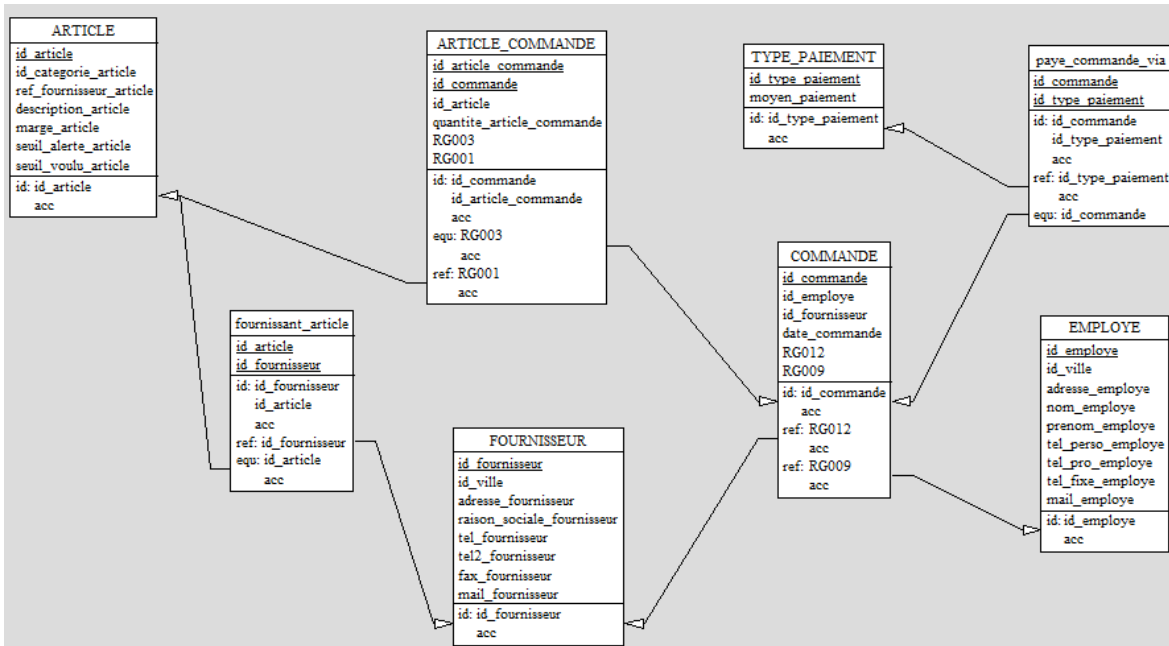 ARTICLE
id_article
id_categorie_article
ref_fournisseur_article
description_article
marge_article
seuil_alerte_article
seuil_voulu_article
id: id_article
acc
ARTICLE_COMMANDE
id_article_commande
id_commande
id_article
quantite_article_commande
RG003
RG001
id: id_commande
id_article_commande
acc
equ: RG003
acc
ref: RG001
acc
TYPE_PAIEMENT
id_type_paiement
moyen_paiement
id: id_type_paiement
acc
paye_commande_via
id_commande
id_type_paiement
id: id_commande
id_type_paiement
acc
ref: id_type_paiement
acc
equ: id_commande
fournissant_article
id_article
id_fournisseur
id: id_fournisseur
id_article
acc
ref: id_fournisseur
equ: id_article
acc
FOURNISSEUR
id_fournisseur
id_ville
adresse_fournisseur
raison_sociale_fournisseur
tel_fournisseur
tel2_fournisseur
fax_fournisseur
mail_fournisseur
id: id_fournisseur
acc
COMMANDE
id_commande
id_employe
id_fournisseur
date_commande
RG012
RG009
id: id_commande
acc
ref: RG012
acc
ref: RG009
acc
EMPLOYE
id_employe
id_ville
adresse_employe
nom_employe
prenom_employe
tel_perso_employe
tel_pro_employe
tel_fixe_employe
mail_employe
id: id_employe
acc